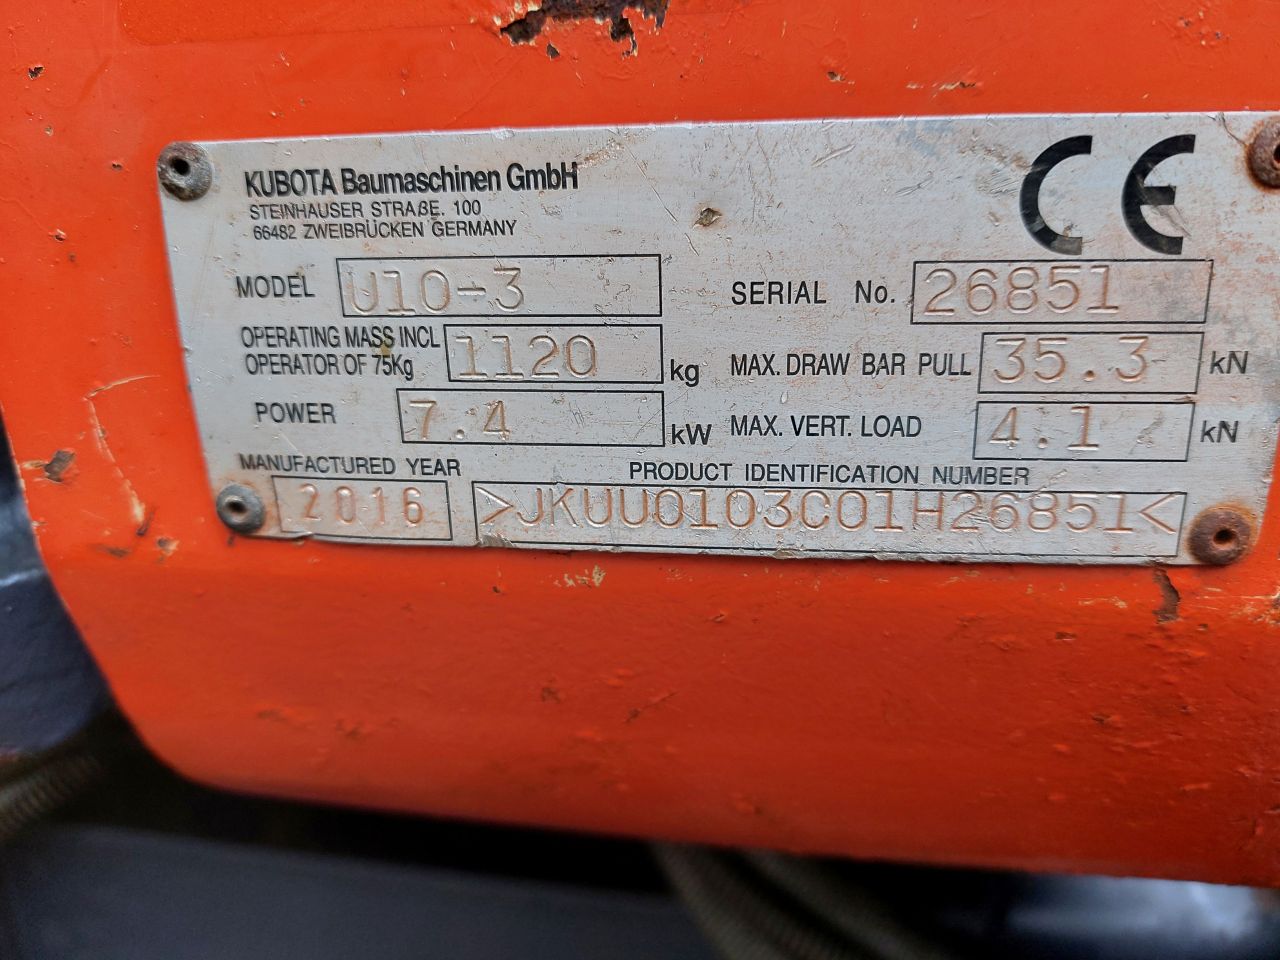 KUBOTA Baumaschinen GmbH
STEINHAUSER STRAßE. 100
66482 ZWEIBRÜCKEN GERMANY
CE
MODEL U10-3
SERIAL No. 26851
OPERATING MASS INCL
OPERATOR OF 75Kg 1120 kg
MAX. DRAW BAR PULL 35.3 kN
POWER 7.4 kW
MAX. VERT. LOAD 4.1 kN
MANUFACTURED YEAR
2016
PRODUCT IDENTIFICATION NUMBER
>JKUU0103C01H26851<